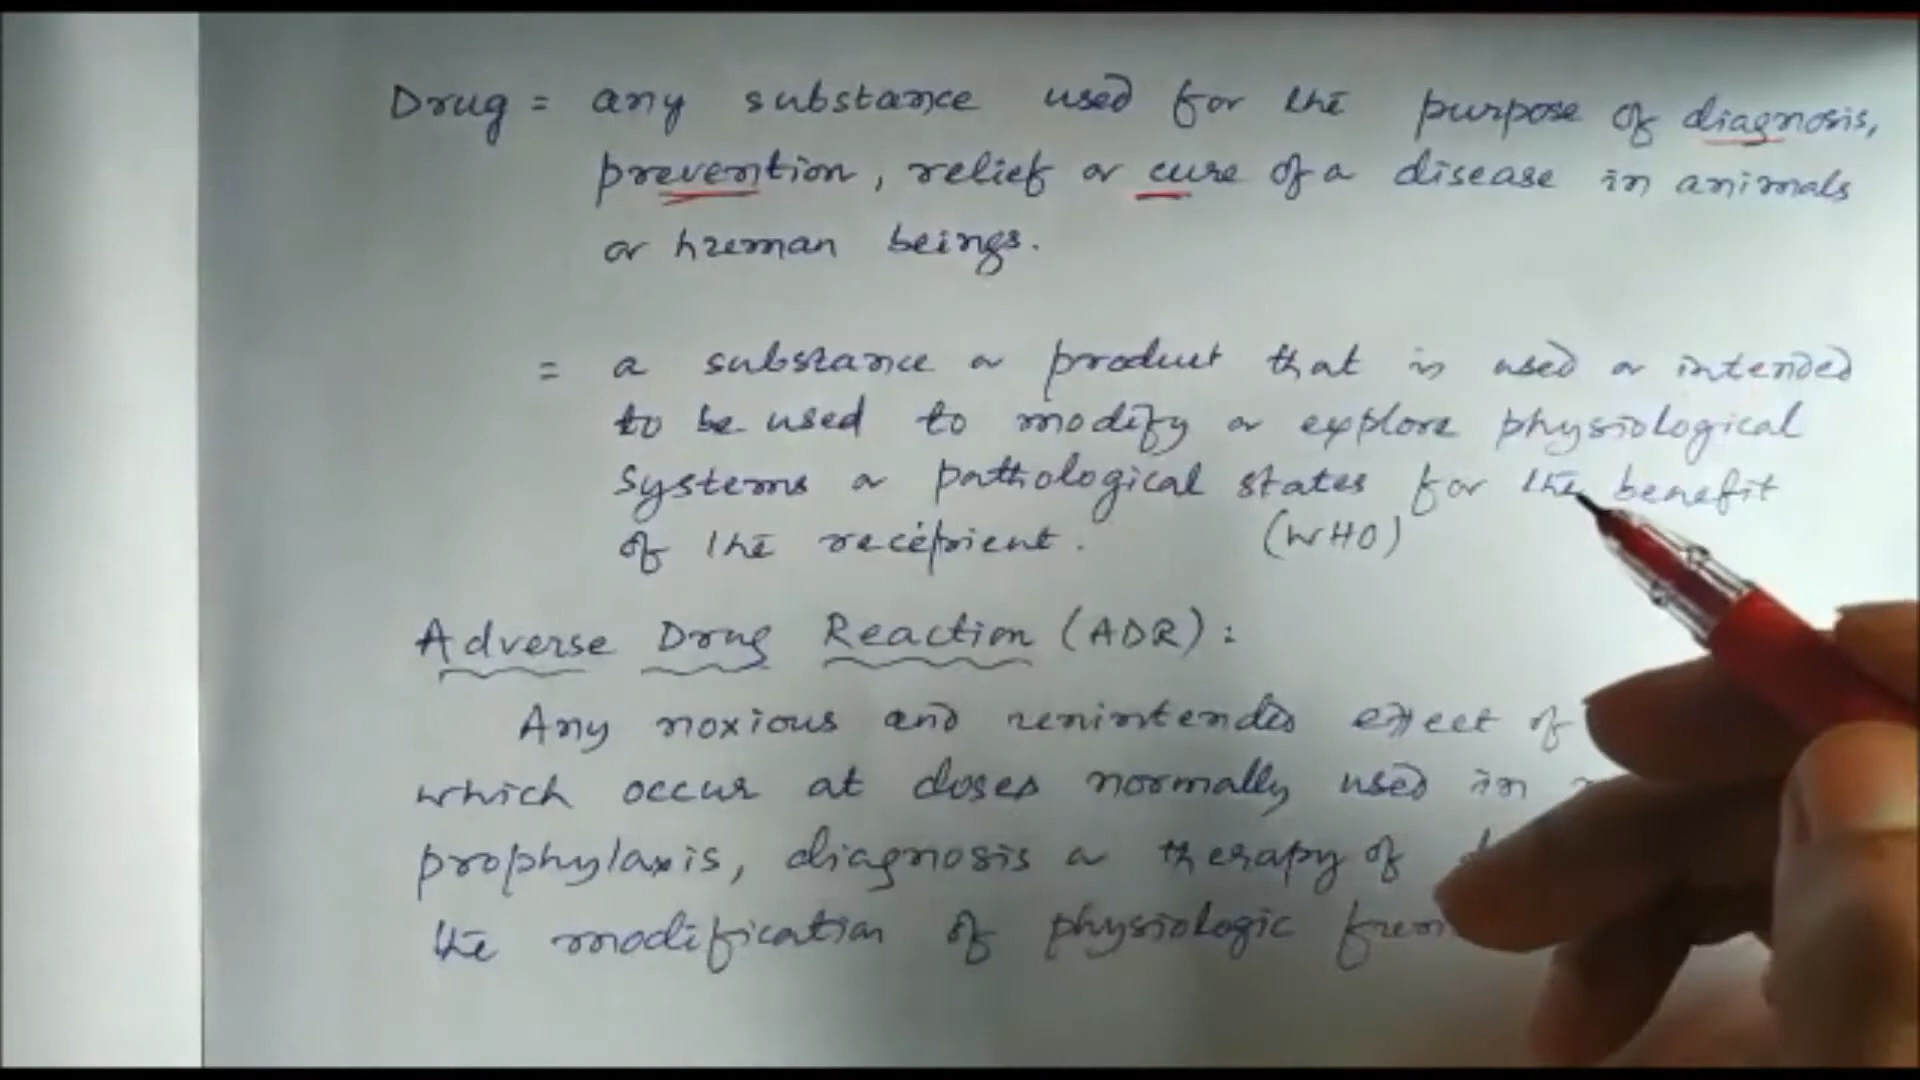 Drug = any substance used for the purpose of diagnosis,
prevention, relief or cure of a disease in animals
or human beings.
= a substance or product that is used or intended
to be used to modify or explore physiological
systems or pathological states for the benefit
of the recepient. (WHO)
Adverse Drug Reaction (ADR):
Any noxious and unintended effect of
which occur at doses normally used in
prophylaxis, diagnosis or therapy of
the modification of physiologic